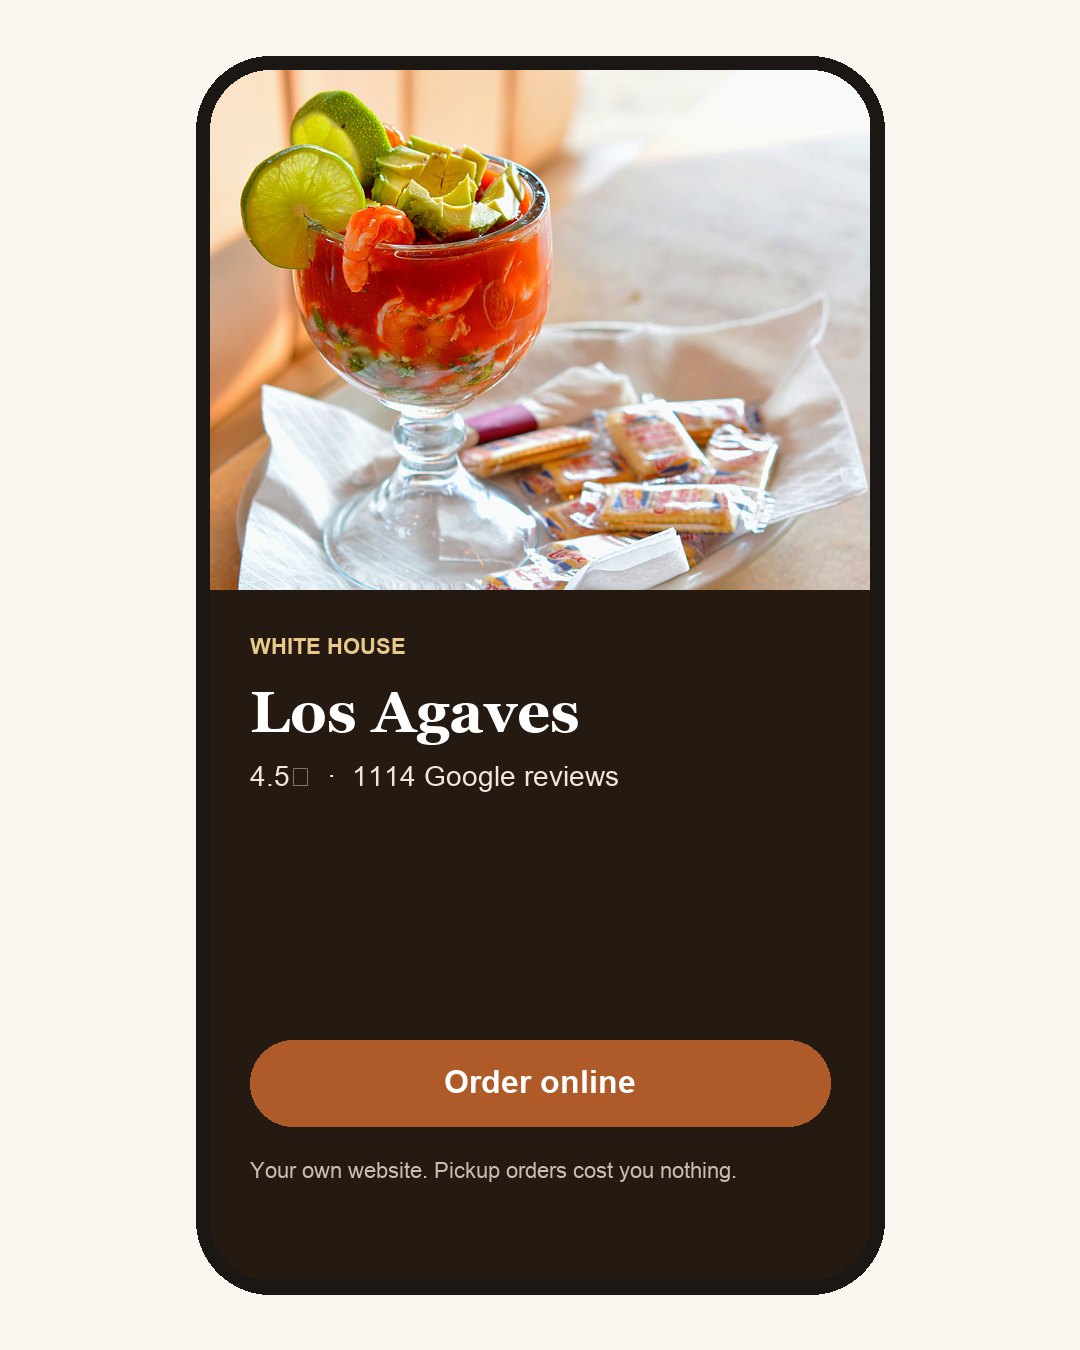 WHITE HOUSE
Los Agaves
4.5□ · 1114 Google reviews
Order online
Your own website. Pickup orders cost you nothing.